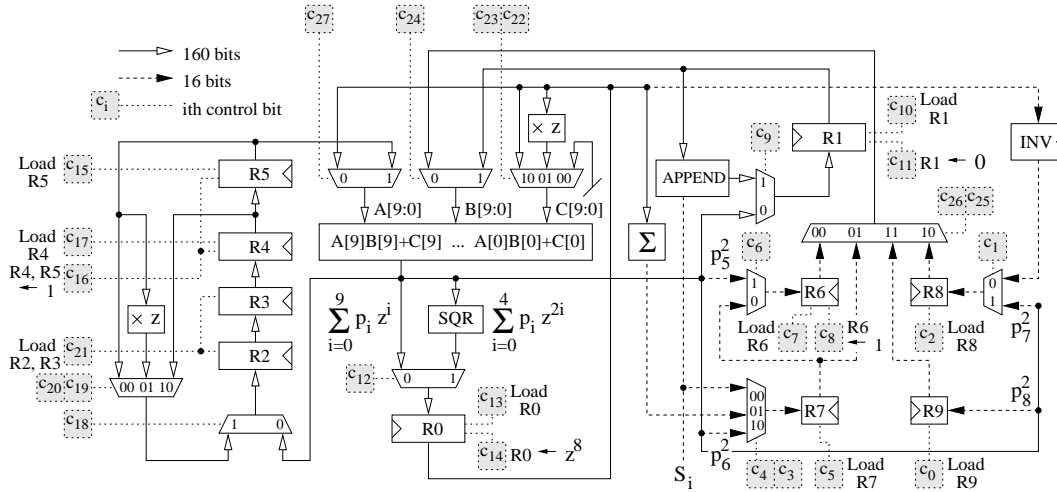 c27 c24 c23 c22
160 bits
16 bits
c_i ith control bit
c10 Load R1
c9
× z
R1
INV
c11 R1 ← 0
Load R5 c15
R5
0 1
0 1
10 01 00
APPEND
1
0
A[9:0] B[9:0] C[9:0]
c26 c25
Load R4 c17
R4
A[9]B[9]+C[9] ... A[0]B[0]+C[0]
Σ
00 01 11 10
R4, R5 ← 1 c16
c6
p_5^2
1
0
R6
R8
0
1
c1
p_7^2
R3
× z
\sum_{i=0}^{9} p_i z^i
SQR
\sum_{i=0}^{4} p_i z^{2i}
Load R6 c7 c8 R6 ← 1
c2 Load R8
Load R2, R3 c21
R2
c20 c19
00 01 10
c12
0 1
c13 Load R0
00
01
10
R7
R9
p_8^2
c18
1 0
R0
c14 R0 ← z^8
p_6^2
S_i
c4 c3 c5 Load R7
c0 Load R9